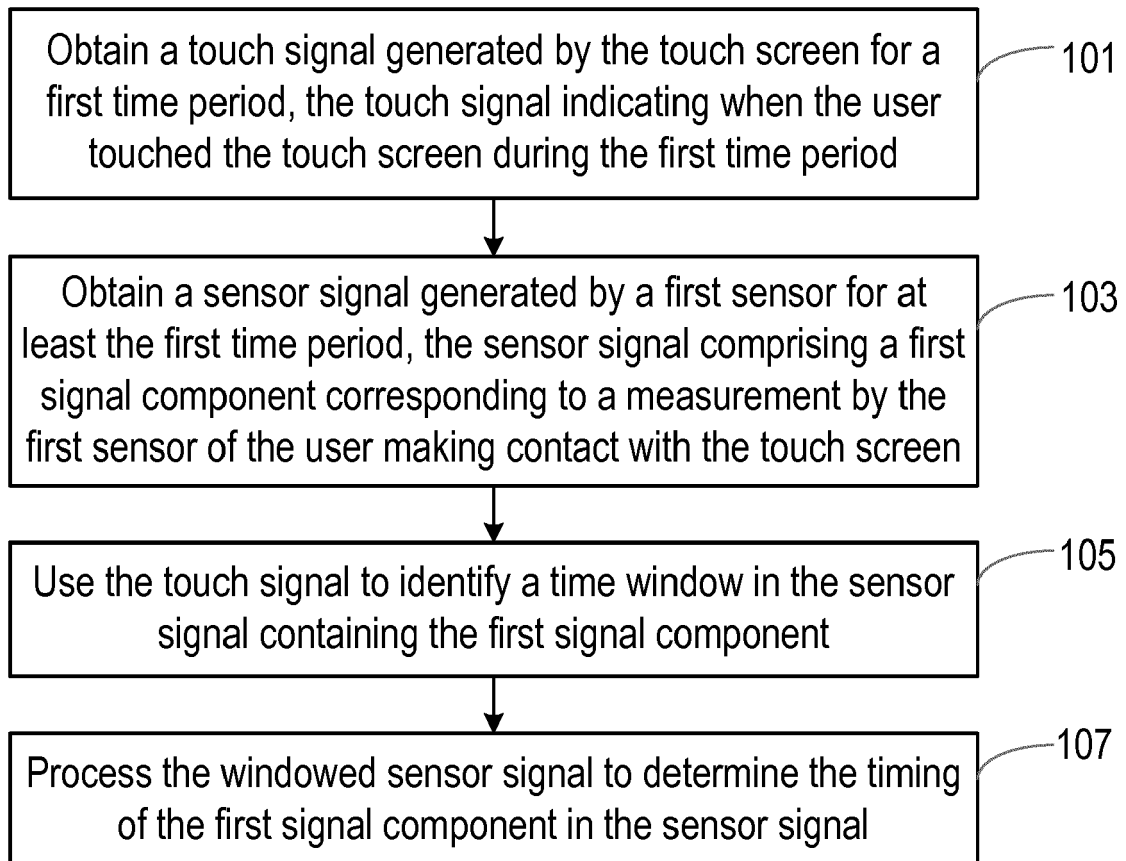 Obtain a touch signal generated by the touch screen for a
first time period, the touch signal indicating when the user
touched the touch screen during the first time period
101
Obtain a sensor signal generated by a first sensor for at
least the first time period, the sensor signal comprising a first
signal component corresponding to a measurement by the
first sensor of the user making contact with the touch screen
103
Use the touch signal to identify a time window in the sensor
signal containing the first signal component
105
Process the windowed sensor signal to determine the timing
of the first signal component in the sensor signal
107